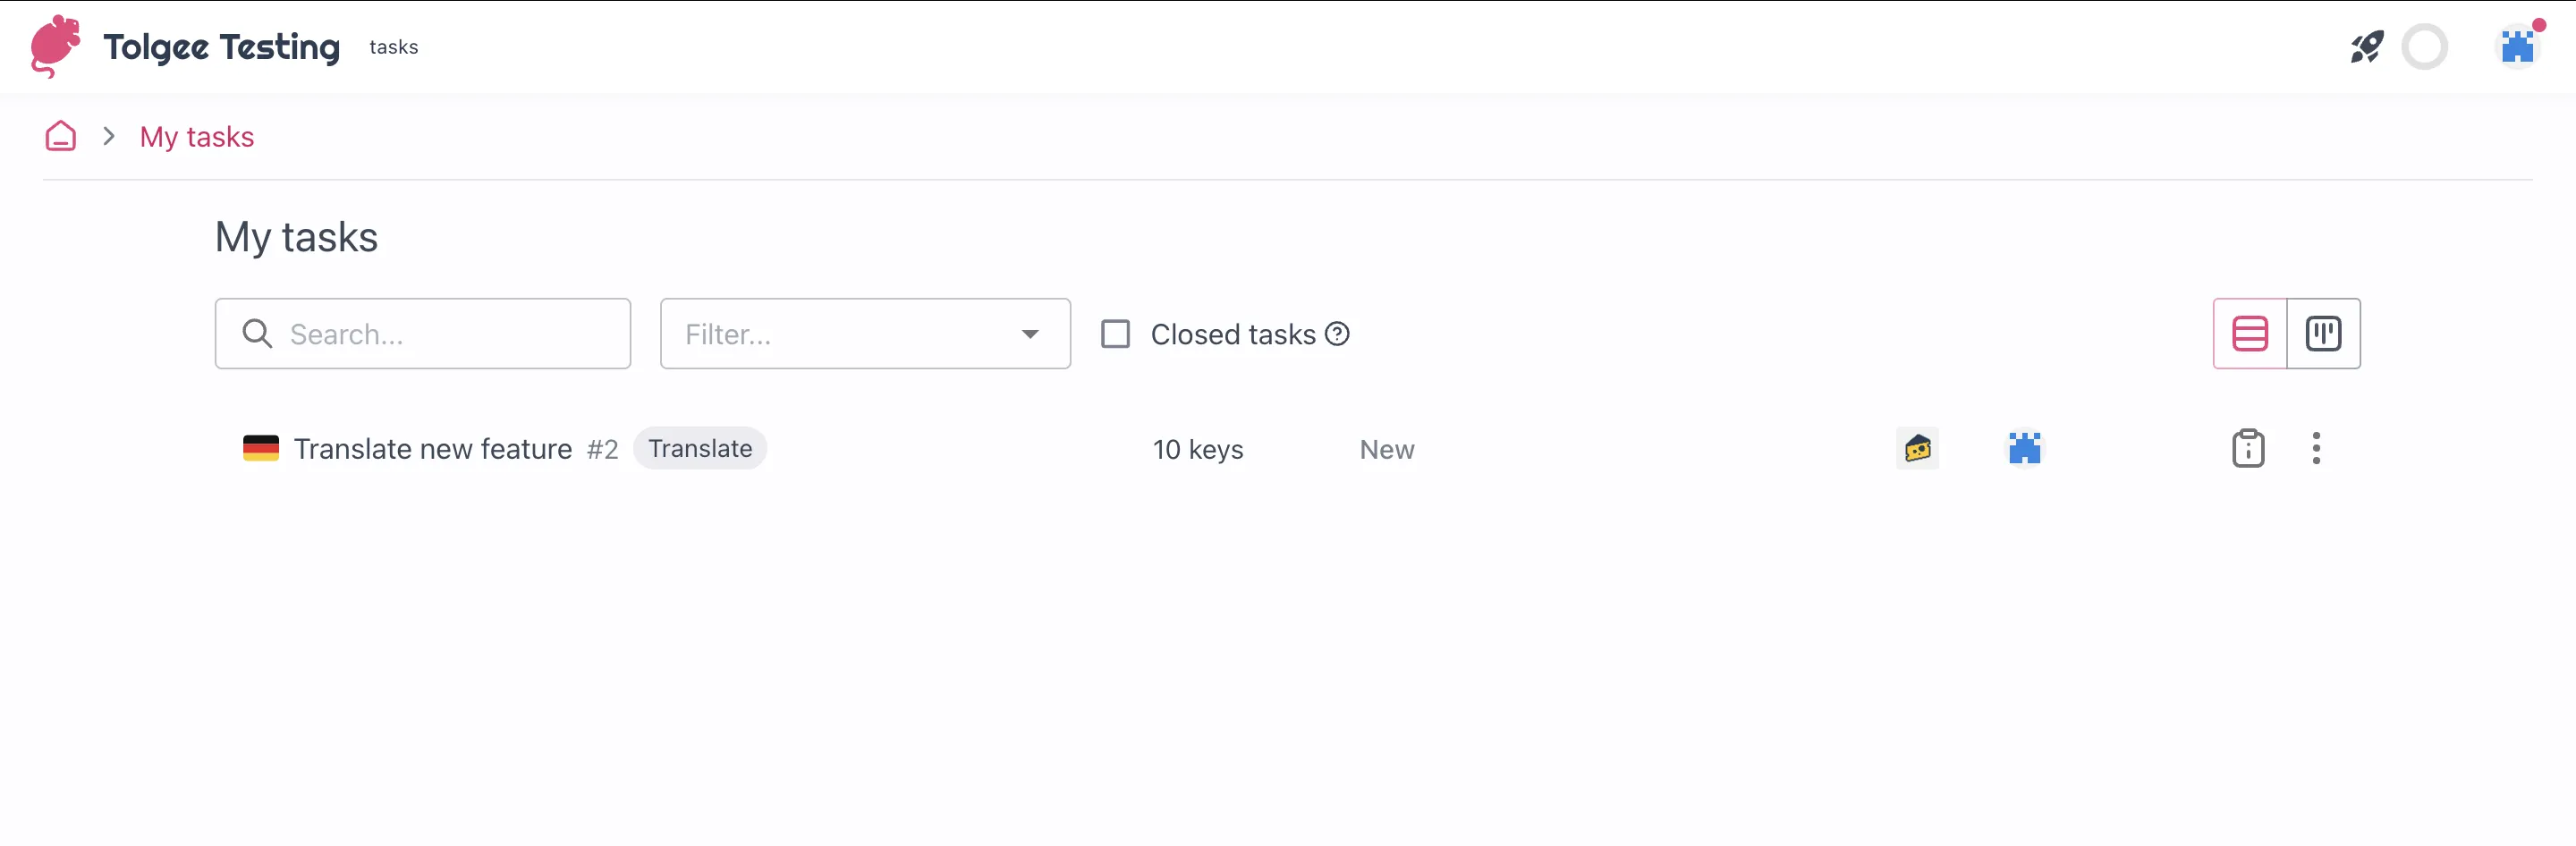 Tolgee Testing tasks
My tasks
My tasks
Search... Filter... Closed tasks
Translate new feature #2 Translate 10 keys New